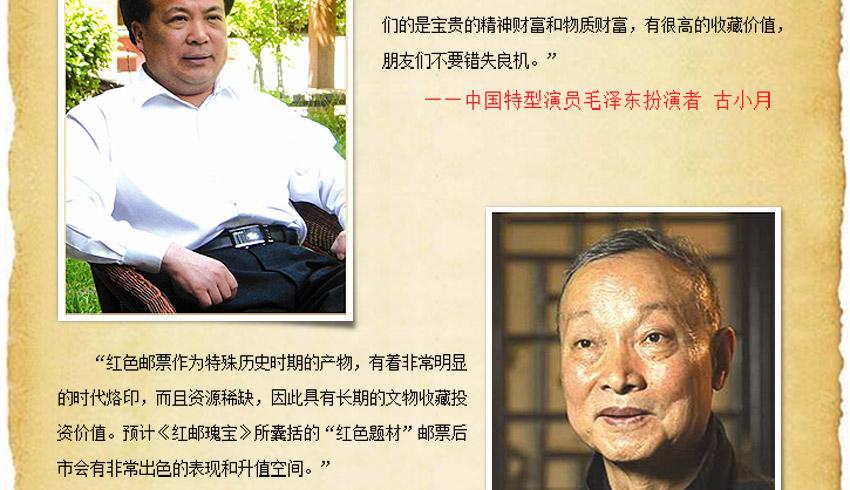 们的是宝贵的精神财富和物质财富，有很高的收藏价值，
朋友们不要错失良机。”
——中国特型演员毛泽东扮演者 古小月
“红色邮票作为特殊历史时期的产物，有着非常明显
的时代烙印，而且资源稀缺，因此具有长期的文物收藏投
资价值。预计《红邮瑰宝》所囊括的“红色题材”邮票后
市会有非常出色的表现和升值空间。”